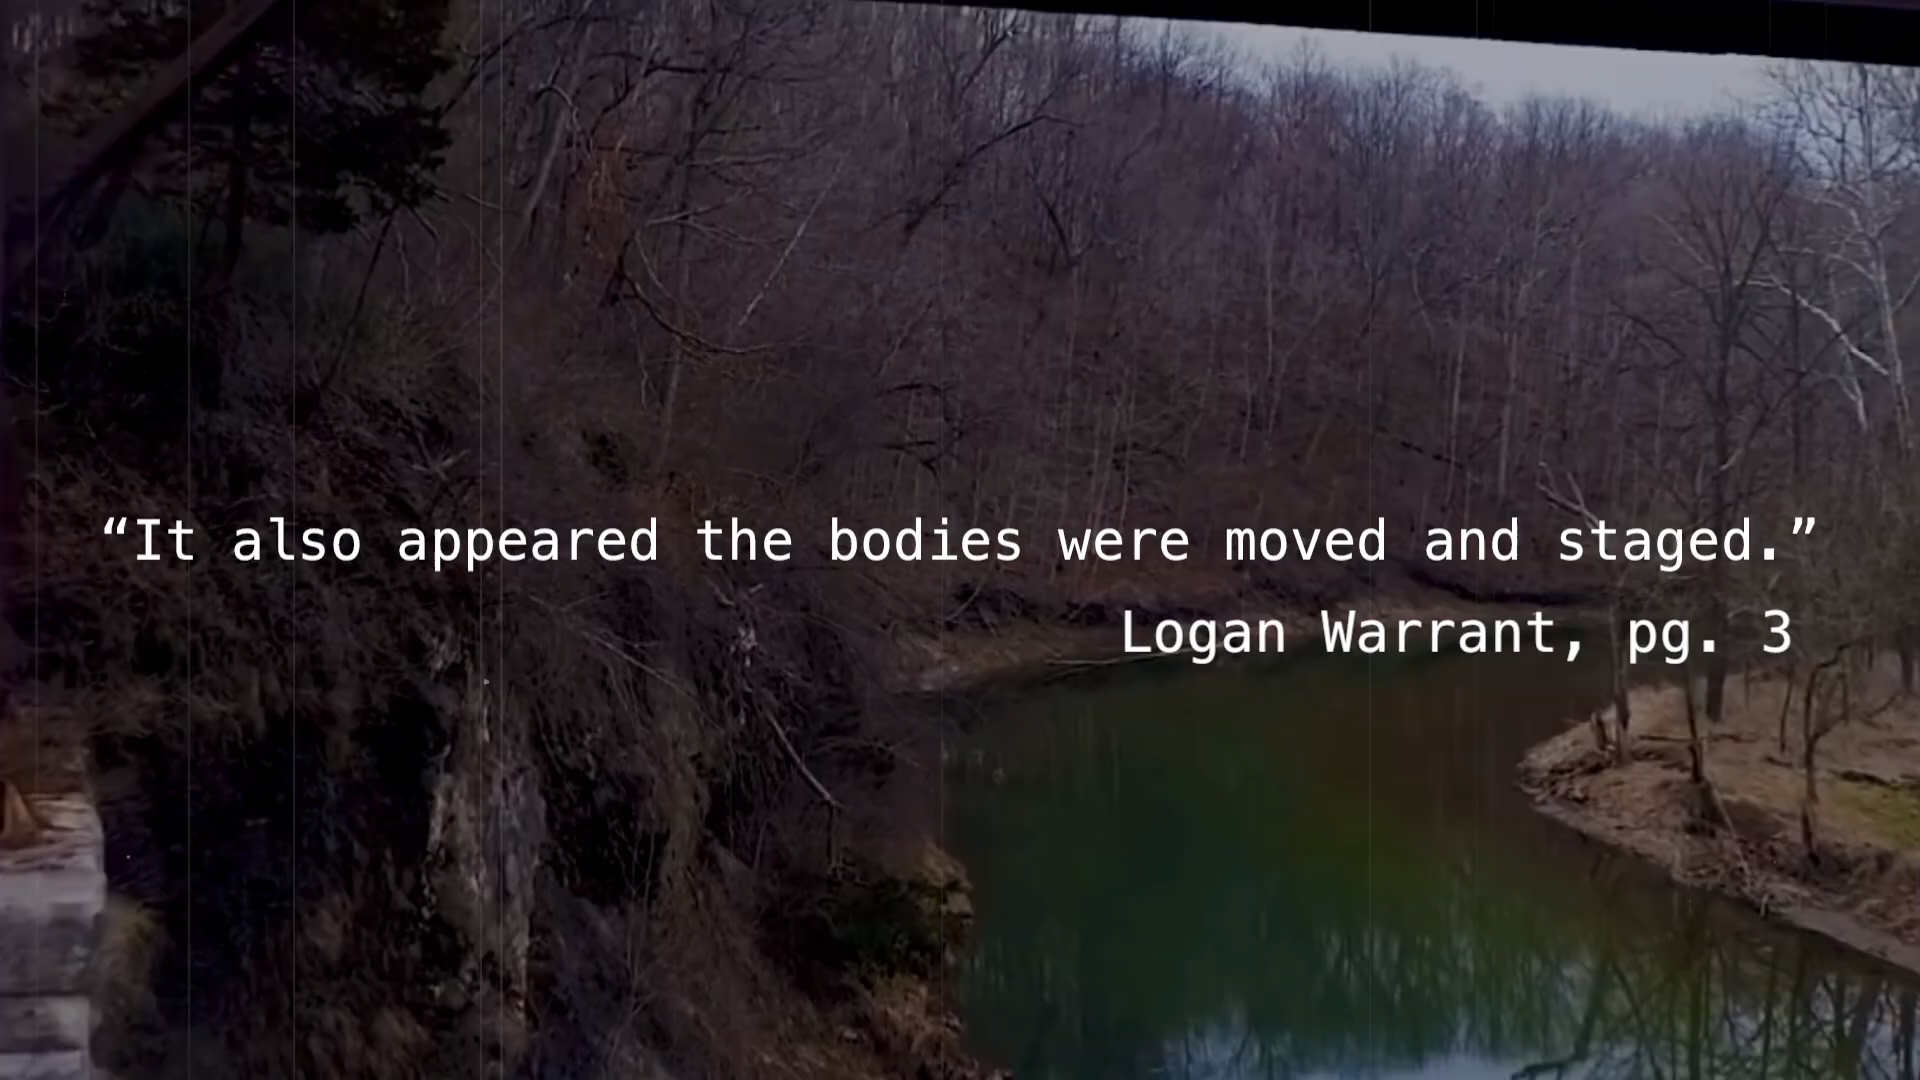 “It also appeared the bodies were moved and staged.”
Logan Warrant, pg. 3